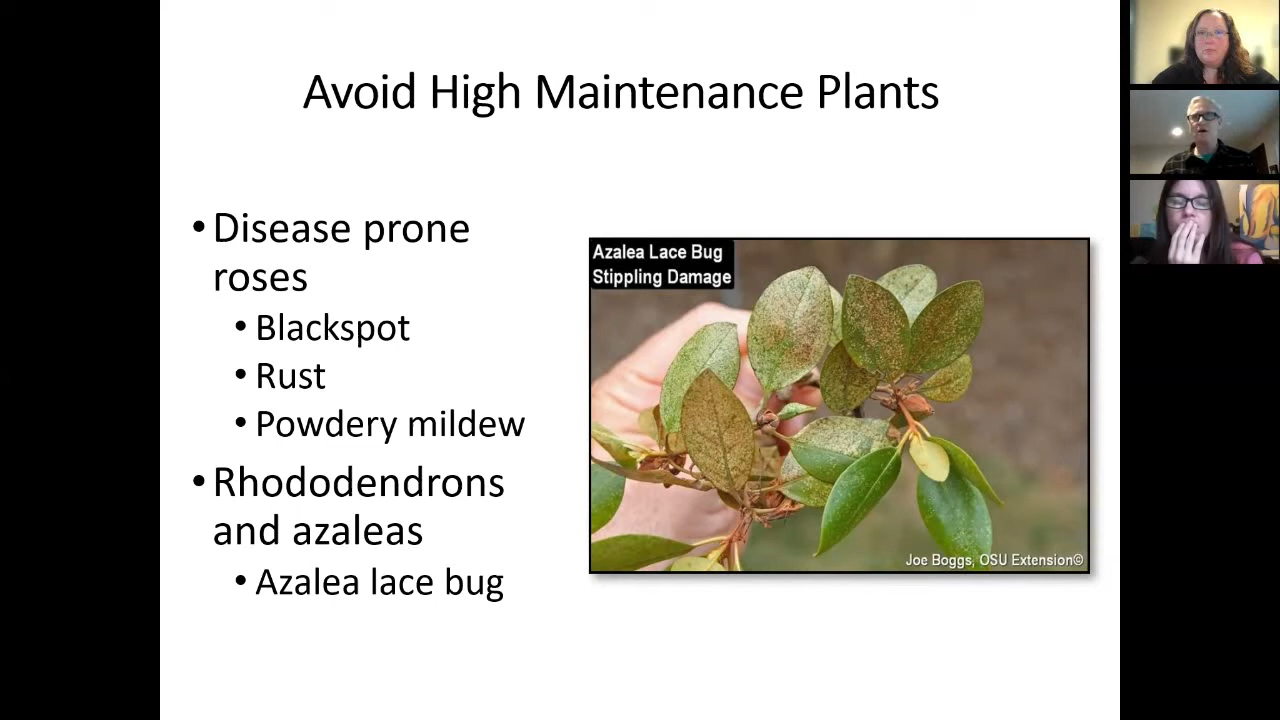 Avoid High Maintenance Plants
• Disease prone
roses
• Blackspot
• Rust
• Powdery mildew
• Rhododendrons
and azaleas
• Azalea lace bug
Azalea Lace Bug
Stippling Damage
Joe Boggs, OSU Extension©